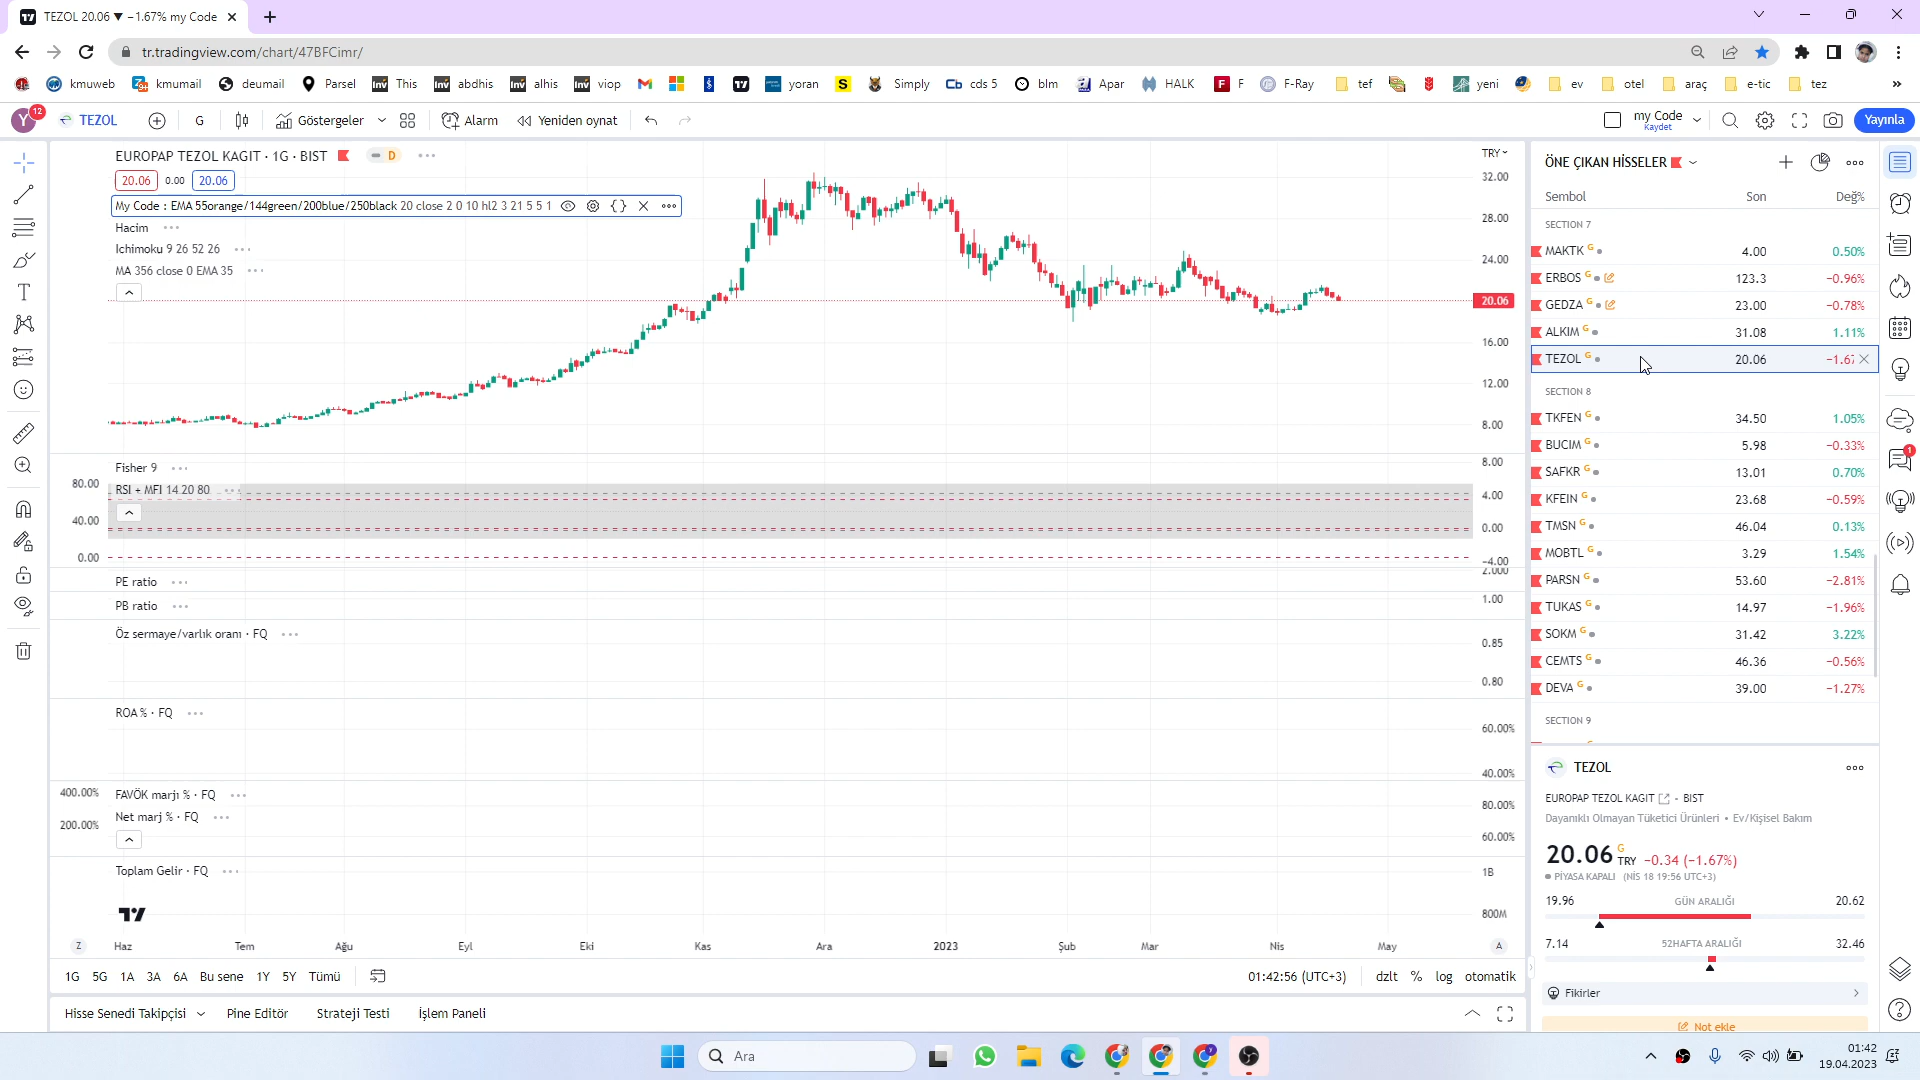 TEZOL 20.06 ▼ −1.67% my Code
tr.tradingview.com/chart/47BFCimr/
kmuweb kmumail deumail Parsel This abdhis alhis viop yoran Simply cds 5 blm Apar HALK F F-Ray tef yeni ev otel araç e-tic tez »
Y 12 TEZOL G Göstergeler Alarm Yeniden oynat my Code Kaydet Yayınla
EUROPAP TEZOL KAGIT · 1G · BIST D
20.06 0.00 20.06
My Code : EMA 55orange/144green/200blue/250black 20 close 2 0 10 hl2 3 21 5 5 1
Hacim
Ichimoku 9 26 52 26
MA 356 close 0 EMA 35
TRY
32.00
28.00
24.00
20.06
16.00
12.00
8.00
Fisher 9
RSI + MFI 14 20 80
80.00
40.00
0.00
8.00
4.00
0.00
−4.00
PE ratio
2.000
PB ratio
1.00
Öz sermaye/varlık oranı · FQ
0.85
0.80
ROA % · FQ
60.00%
40.00%
FAVÖK marjı % · FQ
Net marj % · FQ
400.00%
200.00%
80.00%
60.00%
Toplam Gelir · FQ
1B
800M
Z Haz Tem Ağu Eyl Eki Kas Ara 2023 Şub Mar Nis May A
1G 5G 1A 3A 6A Bu sene 1Y 5Y Tümü 01:42:56 (UTC+3) dzlt % log otomatik
Hisse Senedi Takipçisi Pine Editör Strateji Testi İşlem Paneli
ÖNE ÇIKAN HİSSELER
Sembol Son Değ%
SECTION 7
MAKTK G 4.00 0.50%
ERBOS G 123.3 −0.96%
GEDZA G 23.00 −0.78%
ALKIM G 31.08 1.11%
TEZOL G 20.06 −1.67
SECTION 8
TKFEN G 34.50 1.05%
BUCIM G 5.98 −0.33%
SAFKR G 13.01 0.70%
KFEIN G 23.68 −0.59%
TMSN G 46.04 0.13%
MOBTL G 3.29 1.54%
PARSN G 53.60 −2.81%
TUKAS G 14.97 −1.96%
SOKM G 31.42 3.22%
CEMTS G 46.36 −0.56%
DEVA G 39.00 −1.27%
SECTION 9
TEZOL
EUROPAP TEZOL KAGIT · BIST
Dayanıklı Olmayan Tüketici Ürünleri • Ev/Kişisel Bakım
20.06 G TRY −0.34 (−1.67%)
PİYASA KAPALI (NİS 18 19:56 UTC+3)
19.96 GÜN ARALIĞI 20.62
7.14 52HAFTA ARALIĞI 32.46
Fikirler
Not ekle
1
Ara
01:42
19.04.2023